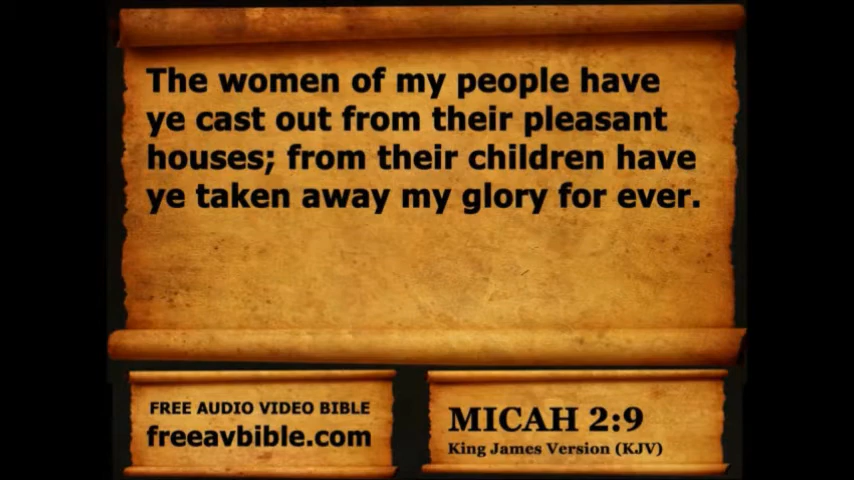 The women of my people have
ye cast out from their pleasant
houses; from their children have
ye taken away my glory for ever.
FREE AUDIO VIDEO BIBLE
freeavbible.com
MICAH 2:9
King James Version (KJV)